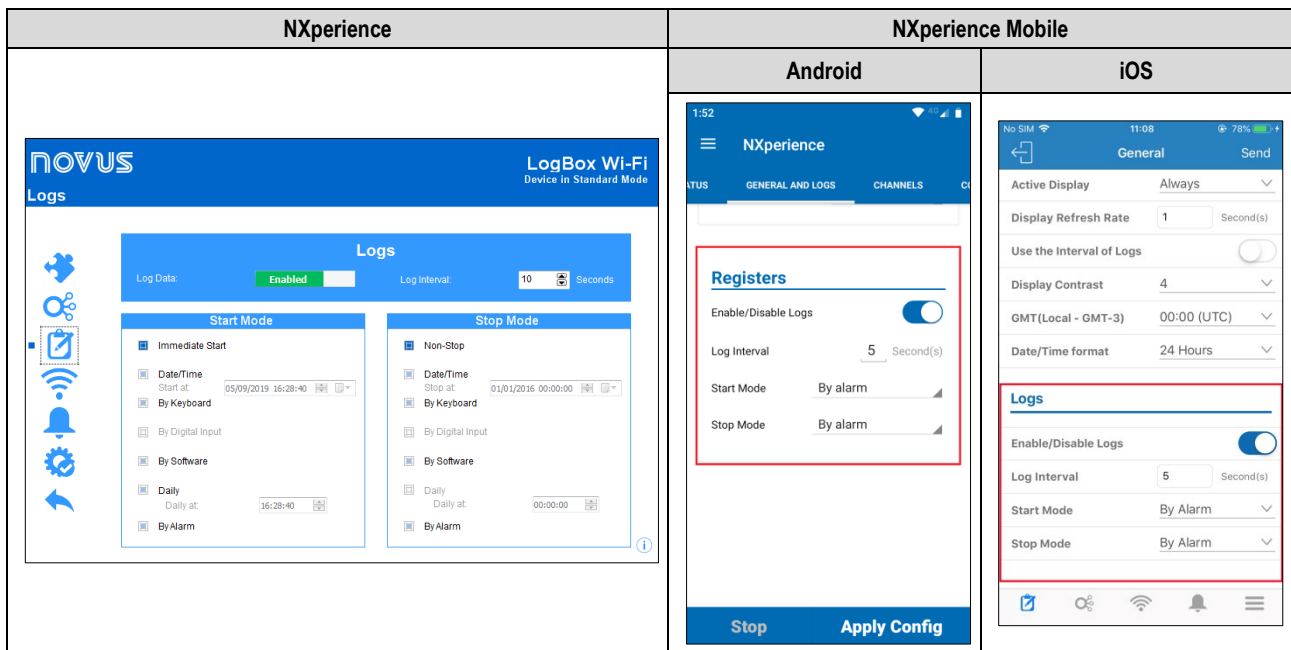 NXperience
NXperience Mobile
Android
iOS
novus
LogBox Wi-Fi
Device in Standard Mode
Logs
Logs
Log Data: Enabled Log Interval: 10 Seconds
Start Mode
Immediate Start
Date/Time
Start at: 05/09/2019 16:28:40
By Keyboard
By Digital Input
By Software
Daily
Daily at: 16:28:40
By Alarm
Stop Mode
Non-Stop
Date/Time
Stop at: 01/01/2016 00:00:00
By Keyboard
By Digital Input
By Software
Daily
Daily at: 00:00:00
By Alarm
1:52 4G
NXperience
ATUS GENERAL AND LOGS CHANNELS CO
Registers
Enable/Disable Logs
Log Interval 5 Second(s)
Start Mode By alarm
Stop Mode By alarm
Stop Apply Config
No SIM 11:08 78%
General Send
Active Display Always
Display Refresh Rate 1 Second(s)
Use the Interval of Logs
Display Contrast 4
GMT(Local - GMT-3) 00:00 (UTC)
Date/Time format 24 Hours
Logs
Enable/Disable Logs
Log Interval 5 Second(s)
Start Mode By Alarm
Stop Mode By Alarm